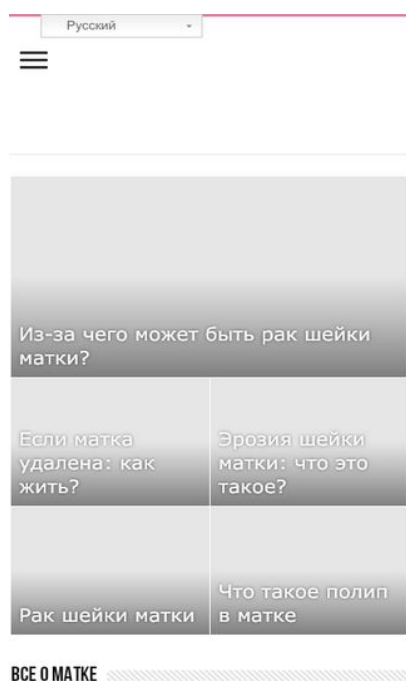 Русский
Из-за чего может быть рак шейки
матки?
Если матка
удалена: как
жить?
Эрозия шейки
матки: что это
такое?
Рак шейки матки
Что такое полип
в матке
ВСЕ О МАТКЕ